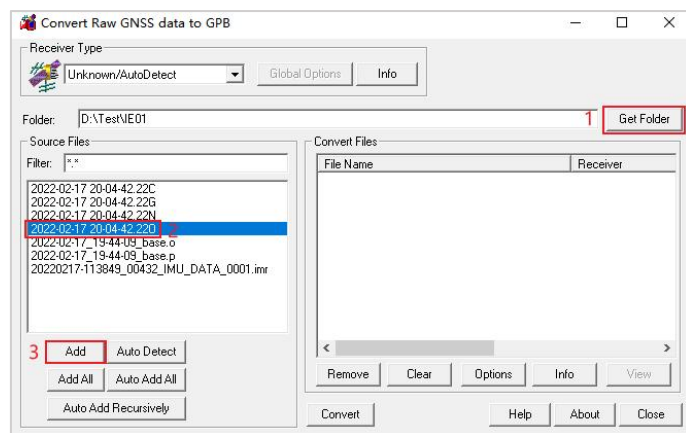 Convert Raw GNSS data to GPB
Receiver Type
Unknown/AutoDetect
Global Options
Info
Folder:
D:\Test\IE01
1
Get Folder
Source Files
Filter:
*.*
2022-02-17 20-04-42.22C
2022-02-17 20-04-42.22G
2022-02-17 20-04-42.22N
2022-02-17 20-04-42.22O
2
2022-02-17_19-44-09_base.o
2022-02-17_19-44-09_base.p
20220217-113849_00432_IMU_DATA_0001.imr
3
Add
Auto Detect
Add All
Auto Add All
Auto Add Recursively
Convert Files
File Name
Receiver
Remove
Clear
Options
Info
View
Convert
Help
About
Close